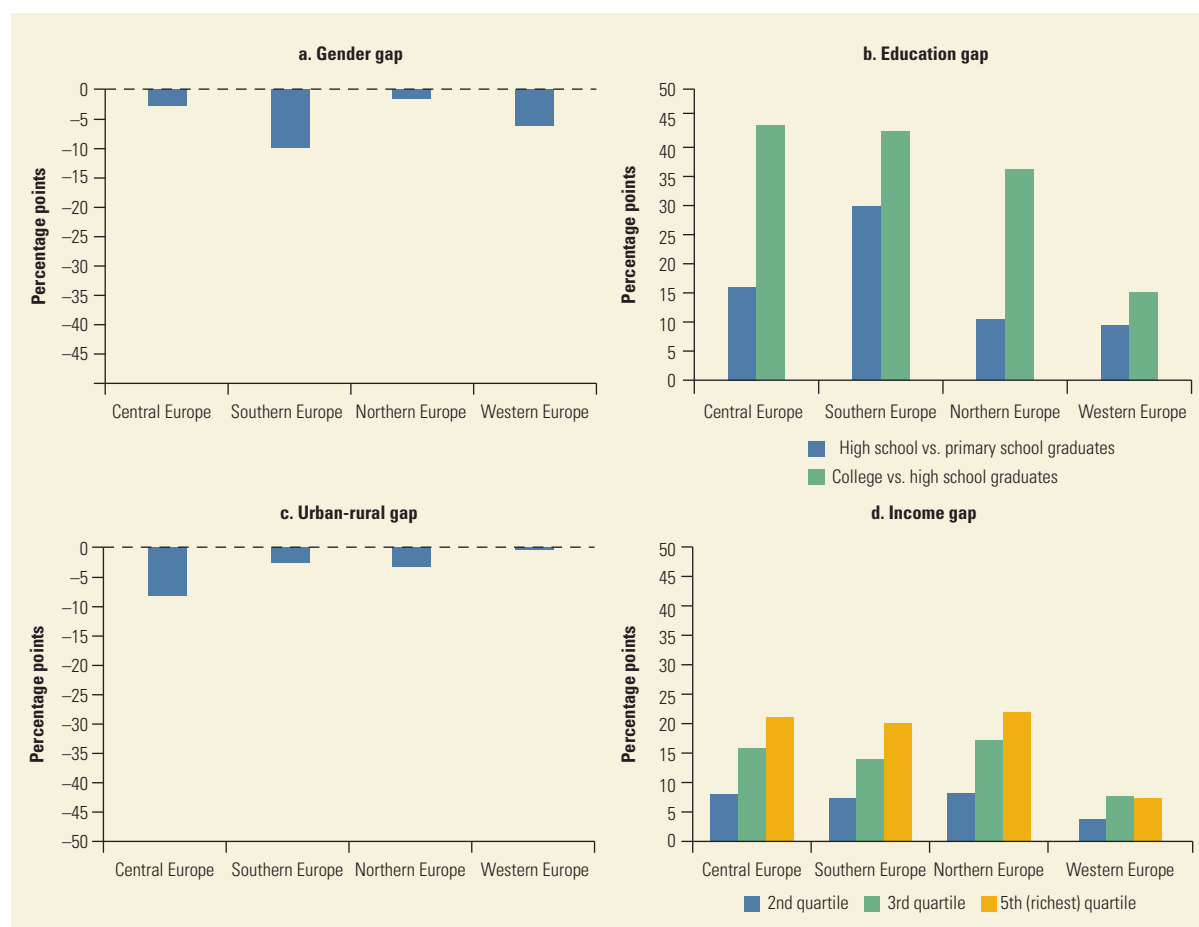 a. Gender gap
Percentage points
0
–5
–10
–15
–20
–25
–30
–35
–40
–45
Central Europe Southern Europe Northern Europe Western Europe
b. Education gap
Percentage points
50
45
40
35
30
25
20
15
10
5
0
Central Europe Southern Europe Northern Europe Western Europe
High school vs. primary school graduates
College vs. high school graduates
c. Urban-rural gap
Percentage points
0
–5
–10
–15
–20
–25
–30
–35
–40
–45
–50
Central Europe Southern Europe Northern Europe Western Europe
d. Income gap
Percentage points
50
45
40
35
30
25
20
15
10
5
0
Central Europe Southern Europe Northern Europe Western Europe
2nd quartile 3rd quartile 5th (richest) quartile